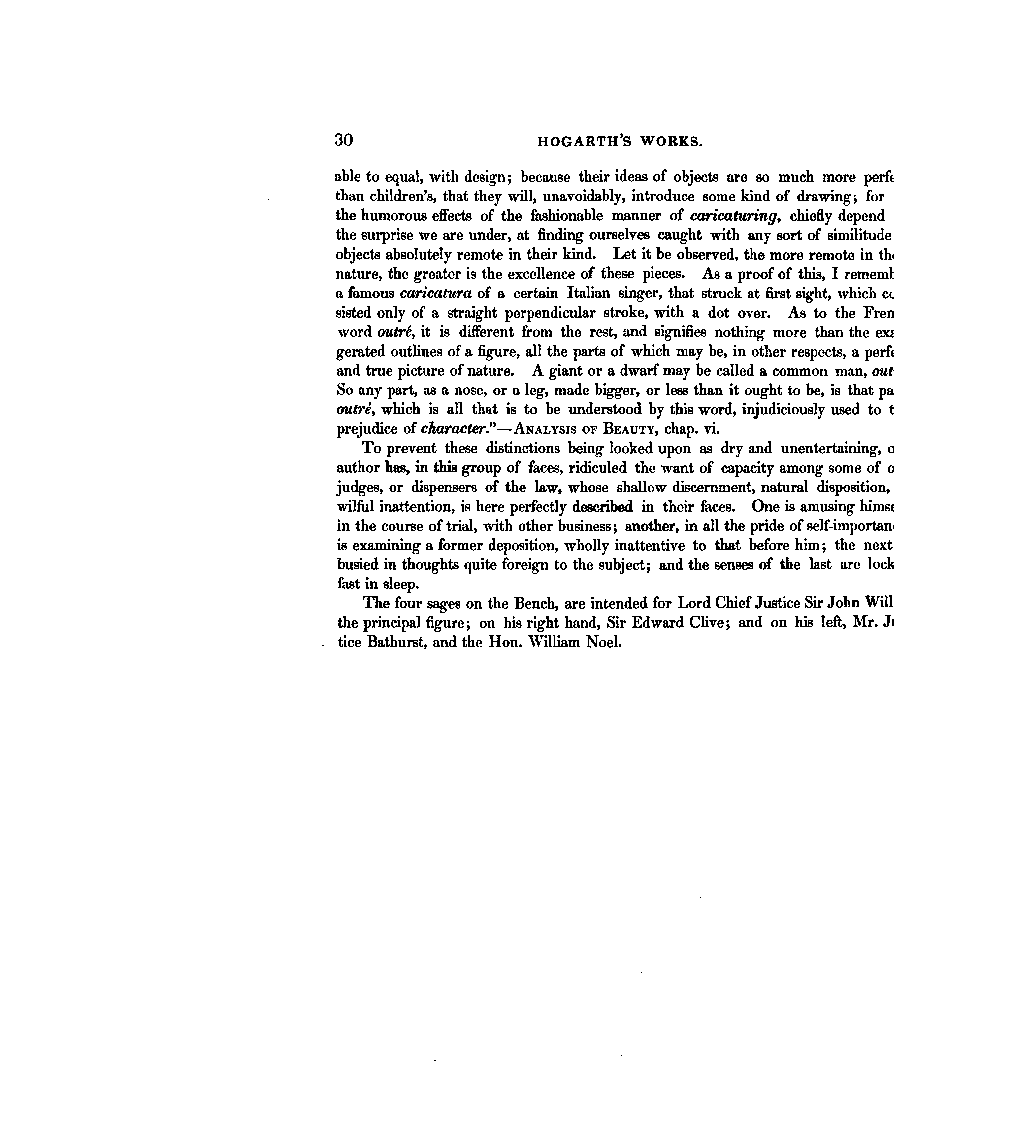 30 HOGARTH'S WORKS.
able to equal, with design; because their ideas of objects are so much more perfe
than children's, that they will, unavoidably, introduce some kind of drawing; for
the humorous effects of the fashionable manner of caricaturing, chiefly depend
the surprise we are under, at finding ourselves caught with any sort of similitude
objects absolutely remote in their kind. Let it be observed, the more remote in the
nature, the greater is the excellence of these pieces. As a proof of this, I rememb
a famous caricatura of a certain Italian singer, that struck at first sight, which co
sisted only of a straight perpendicular stroke, with a dot over. As to the Fren
word outré, it is different from the rest, and signifies nothing more than the exa
gerated outlines of a figure, all the parts of which may be, in other respects, a perfe
and true picture of nature. A giant or a dwarf may be called a common man, out
So any part, as a nose, or a leg, made bigger, or less than it ought to be, is that pa
outré, which is all that is to be understood by this word, injudiciously used to t
prejudice of character."—ANALYSIS OF BEAUTY, chap. vi.
To prevent these distinctions being looked upon as dry and unentertaining, o
author has, in this group of faces, ridiculed the want of capacity among some of o
judges, or dispensers of the law, whose shallow discernment, natural disposition,
wilful inattention, is here perfectly described in their faces. One is amusing himse
in the course of trial, with other business; another, in all the pride of self-importan
is examining a former deposition, wholly inattentive to that before him; the next
busied in thoughts quite foreign to the subject; and the senses of the last are lock
fast in sleep.
The four sages on the Bench, are intended for Lord Chief Justice Sir John Will
the principal figure; on his right hand, Sir Edward Clive; and on his left, Mr. Ju
tice Bathurst, and the Hon. William Noel.